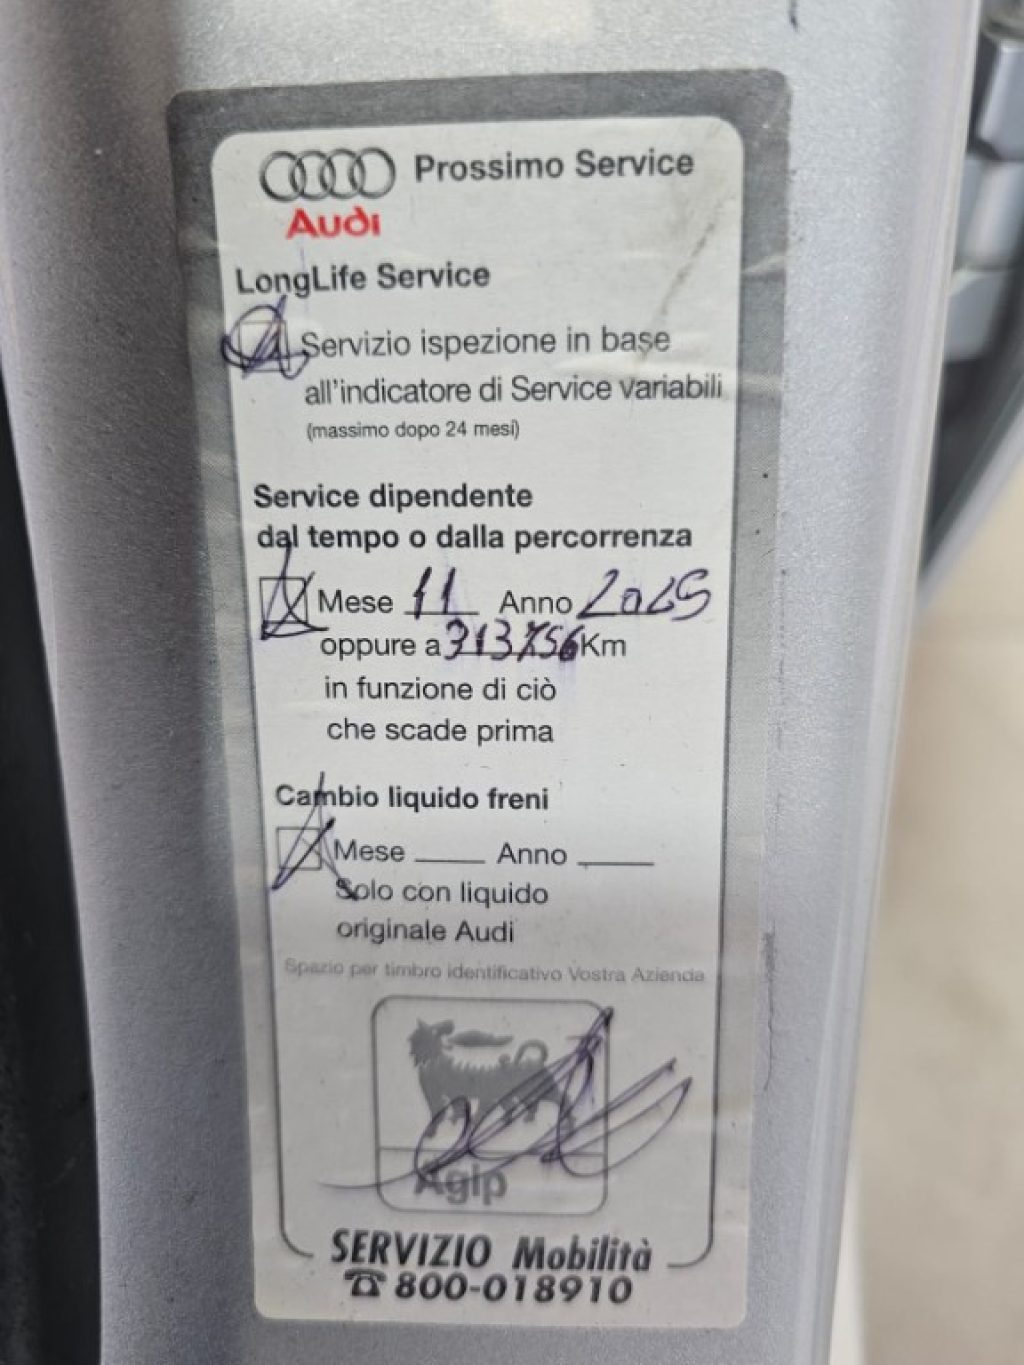 Prossimo Service
Audi
LongLife Service
Servizio ispezione in base
all'indicatore di Service variabili
(massimo dopo 24 mesi)
Service dipendente
dal tempo o dalla percorrenza
Mese 11 Anno 2025
oppure a 313756 Km
in funzione di ciò
che scade prima
Cambio liquido freni
Mese ____ Anno ____
Solo con liquido
originale Audi
Spazio per timbro identificativo Vostra Azienda
Agip
SERVIZIO Mobilità
☎800-018910